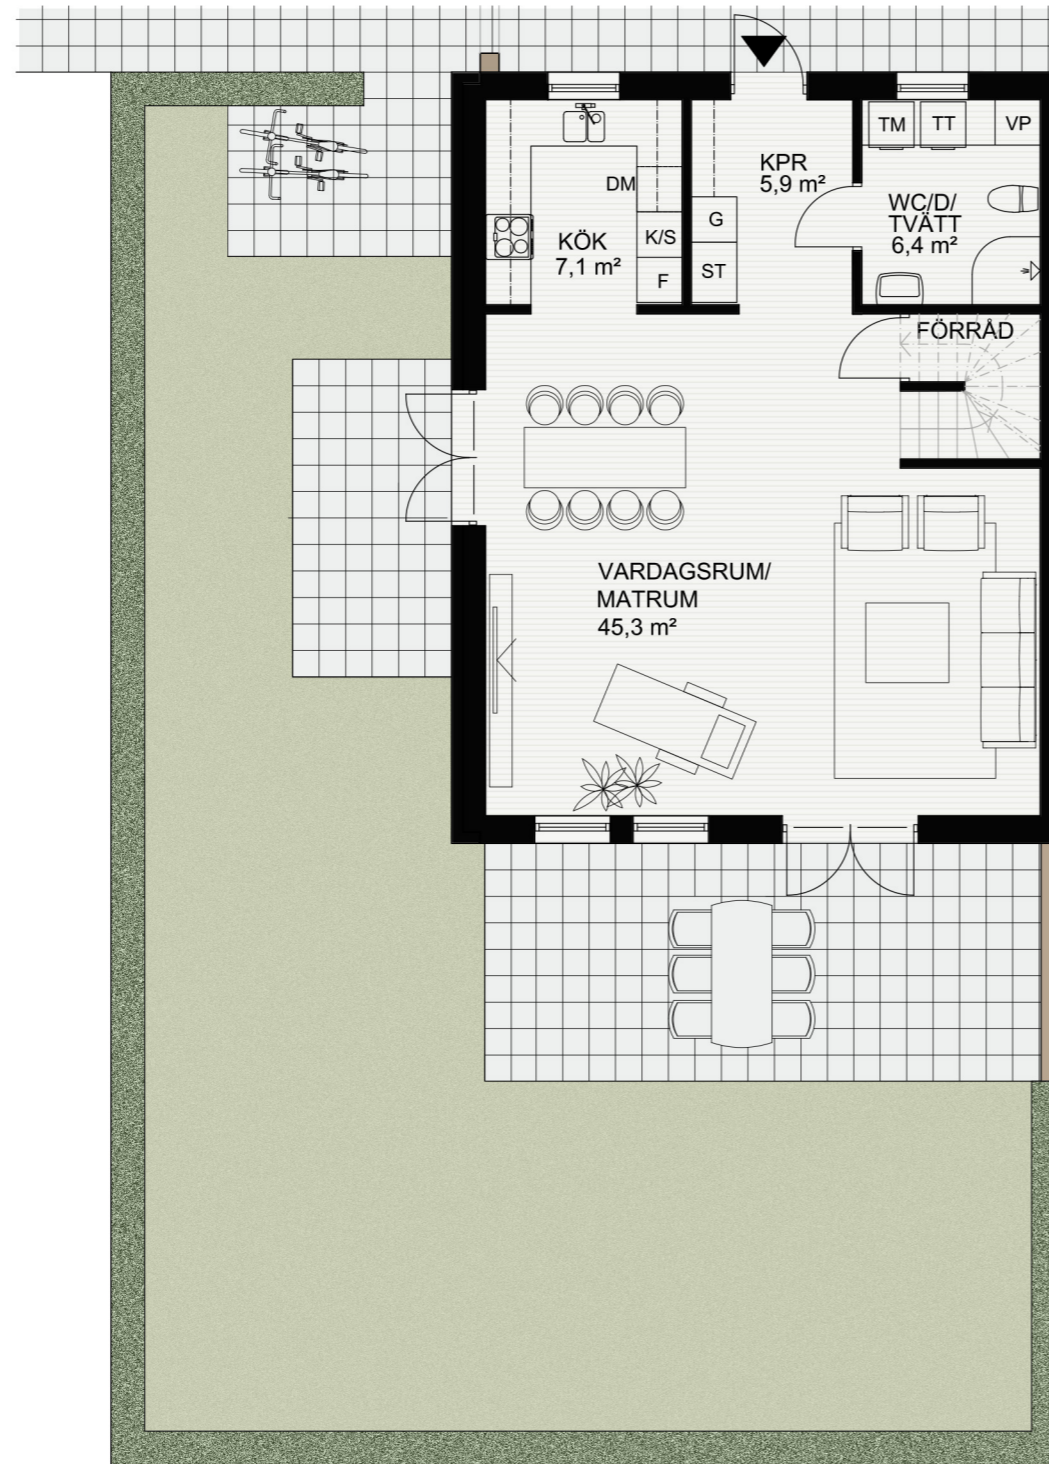 TM
TT
VP
KPR
5,9 m²
DM
WC/D/
TVÄTT
6,4 m²
G
K/S
KÖK
7,1 m²
ST
F
FÖRRÅD
VARDAGSRUM/
MATRUM
45,3 m²